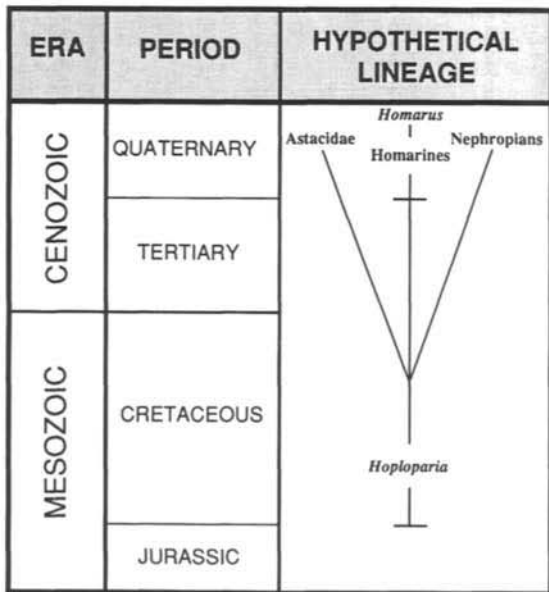 ERA
PERIOD
HYPOTHETICAL
LINEAGE
CENOZOIC
QUATERNARY
TERTIARY
MESOZOIC
CRETACEOUS
JURASSIC
Homarus
Astacidae
Homarines
Nephropians
Hoploparia